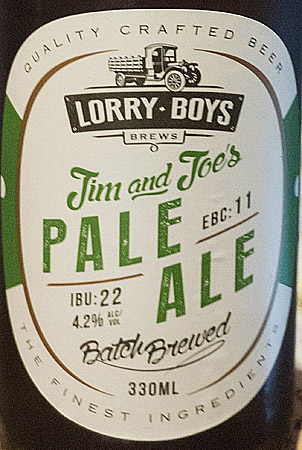 QUALITY CRAFTED BEER
LORRY·BOYS
BREWS
Jim and Joe's
PALE
EBC:11
ALE
IBU:22
4.2% ALC/VOL
Batch Brewed
330ML
THE FINEST INGREDIENTS